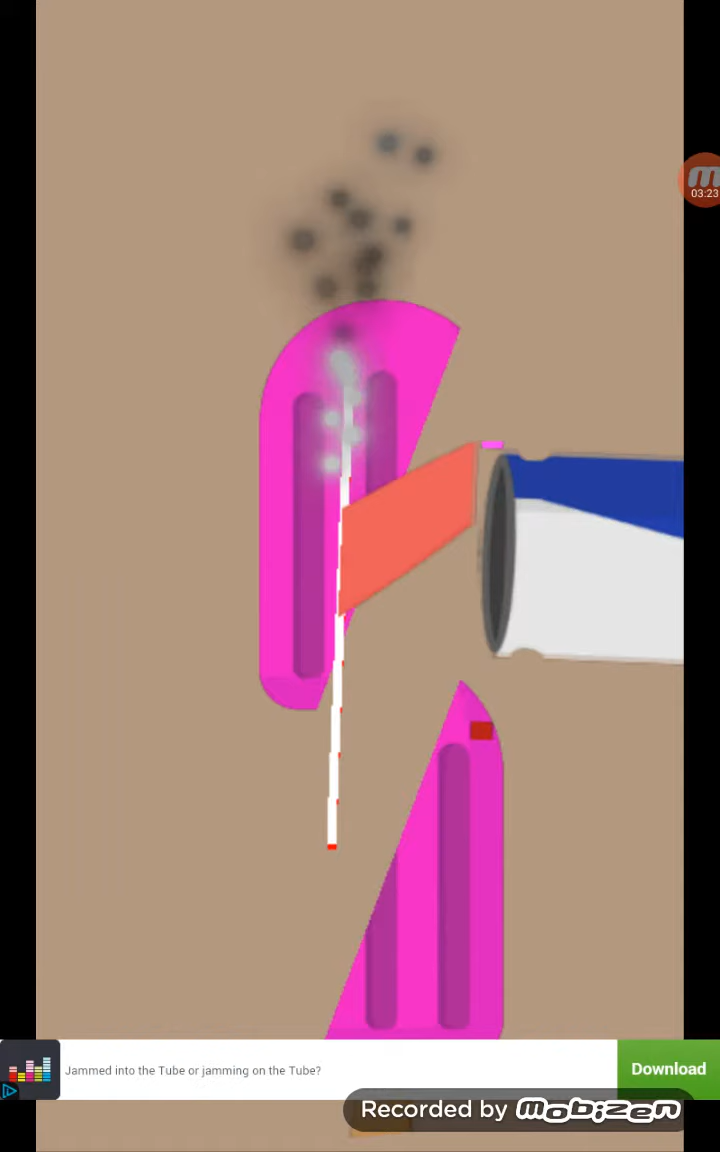 03:23
Jammed into the Tube or jamming on the Tube?
Download
Recorded by mobizen